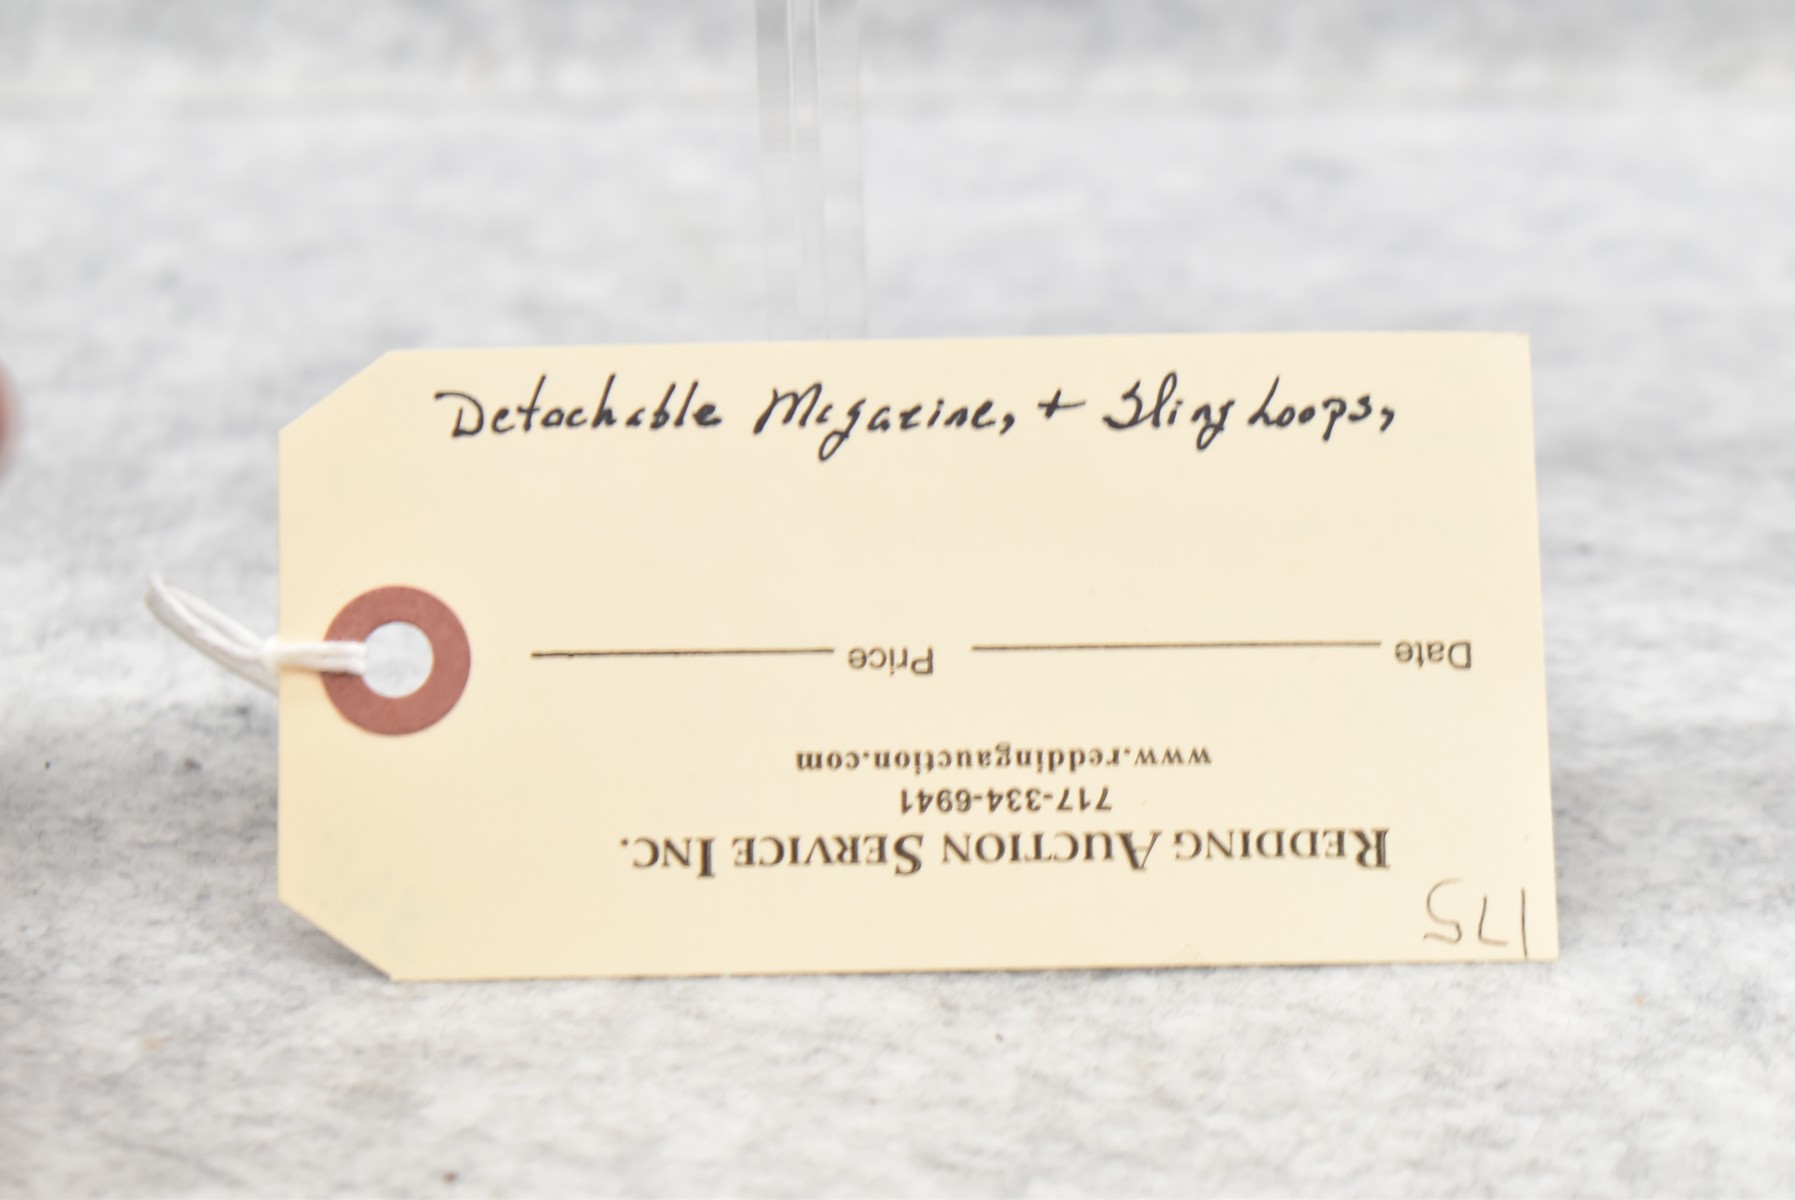 Detachable Magazine, + Sling Loops,
175
REDDING AUCTION SERVICE INC.
717-334-6941
www.reddingauction.com
Date Price